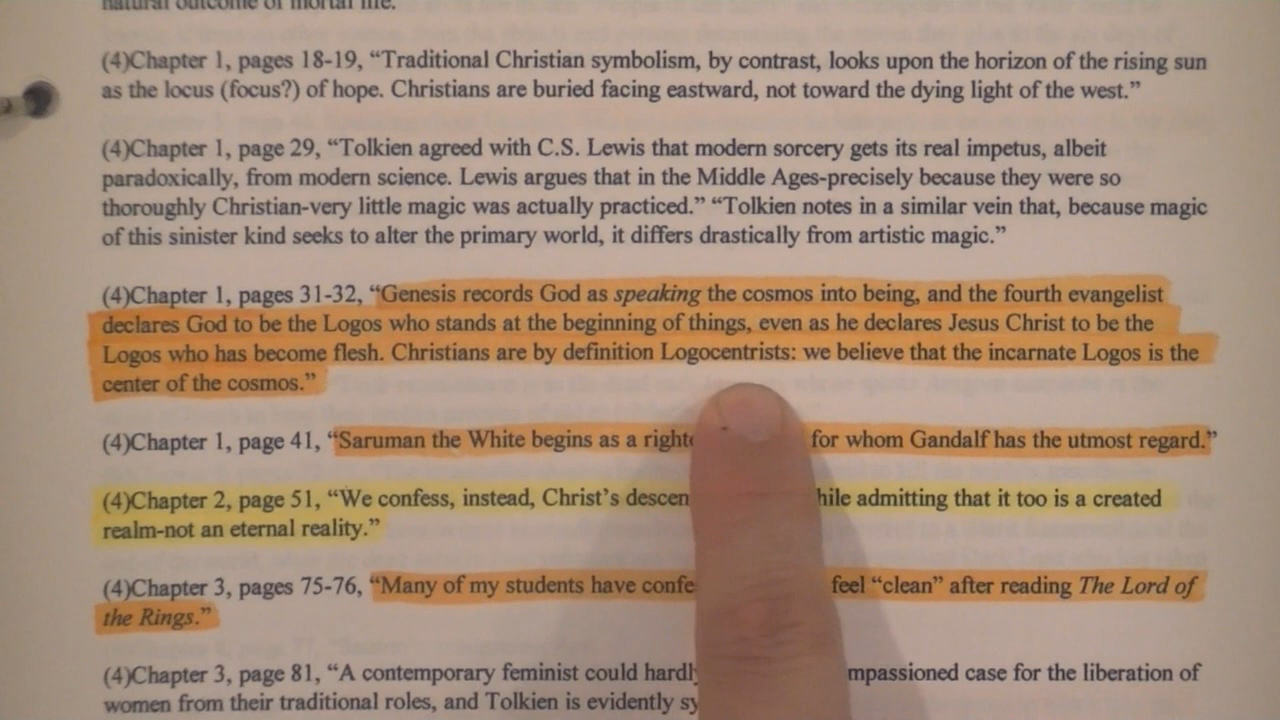 natural outcome of mortal life.
(4)Chapter 1, pages 18-19, “Traditional Christian symbolism, by contrast, looks upon the horizon of the rising sun
as the locus (focus?) of hope. Christians are buried facing eastward, not toward the dying light of the west.”
(4)Chapter 1, page 29, “Tolkien agreed with C.S. Lewis that modern sorcery gets its real impetus, albeit
paradoxically, from modern science. Lewis argues that in the Middle Ages-precisely because they were so
thoroughly Christian-very little magic was actually practiced.” “Tolkien notes in a similar vein that, because magic
of this sinister kind seeks to alter the primary world, it differs drastically from artistic magic.”
(4)Chapter 1, pages 31-32, “Genesis records God as speaking the cosmos into being, and the fourth evangelist
declares God to be the Logos who stands at the beginning of things, even as he declares Jesus Christ to be the
Logos who has become flesh. Christians are by definition Logocentrists: we believe that the incarnate Logos is the
center of the cosmos.”
(4)Chapter 1, page 41, “Saruman the White begins as a for whom Gandalf has the utmost regard.”
(4)Chapter 2, page 51, “We confess, instead, Christ’s admitting that it too is a created
realm-not an eternal reality.”
(4)Chapter 3, pages 75-76, “Many of my students have feel “clean” after reading The Lord of
the Rings.”
(4)Chapter 3, page 81, “A contemporary feminist could case for the liberation of
women from their traditional roles, and Tolkien is evidently